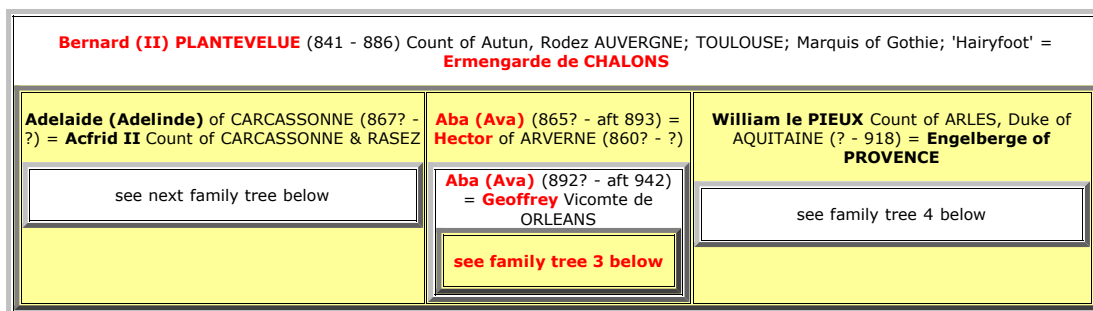 Bernard (II) PLANTEVELUE (841 - 886) Count of Autun, Rodez AUVERGNE; TOULOUSE; Marquis of Gothie; 'Hairyfoot' =
Ermengarde de CHALONS
Adelaide (Adelinde) of CARCASSONNE (867? -
?) = Acfrid II Count of CARCASSONNE & RASEZ
see next family tree below
Aba (Ava) (865? - aft 893) =
Hector of ARVERNE (860? - ?)
Aba (Ava) (892? - aft 942)
= Geoffrey Vicomte de
ORLEANS
see family tree 3 below
William le PIEUX Count of ARLES, Duke of
AQUITAINE (? - 918) = Engelberge of
PROVENCE
see family tree 4 below